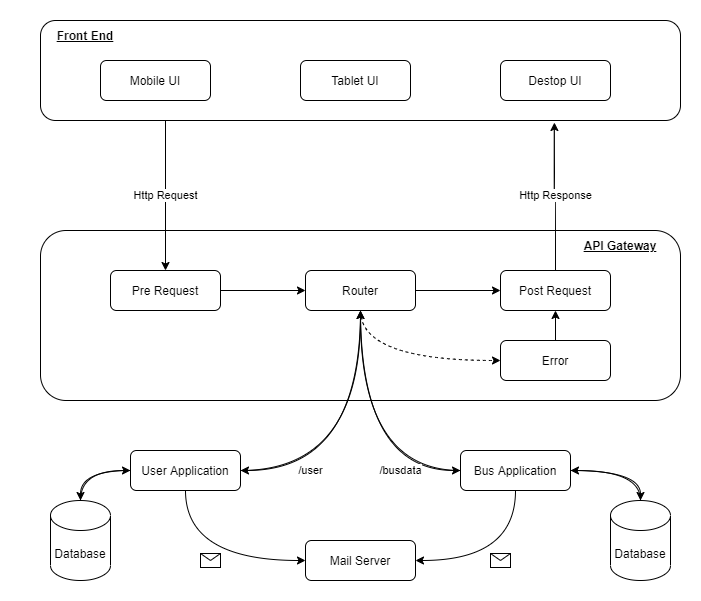 Front End
Mobile UI
Tablet UI
Destop UI
Http Request
Http Response
API Gateway
Pre Request
Router
Post Request
Error
User Application
/user
/busdata
Bus Application
Database
Mail Server
Database